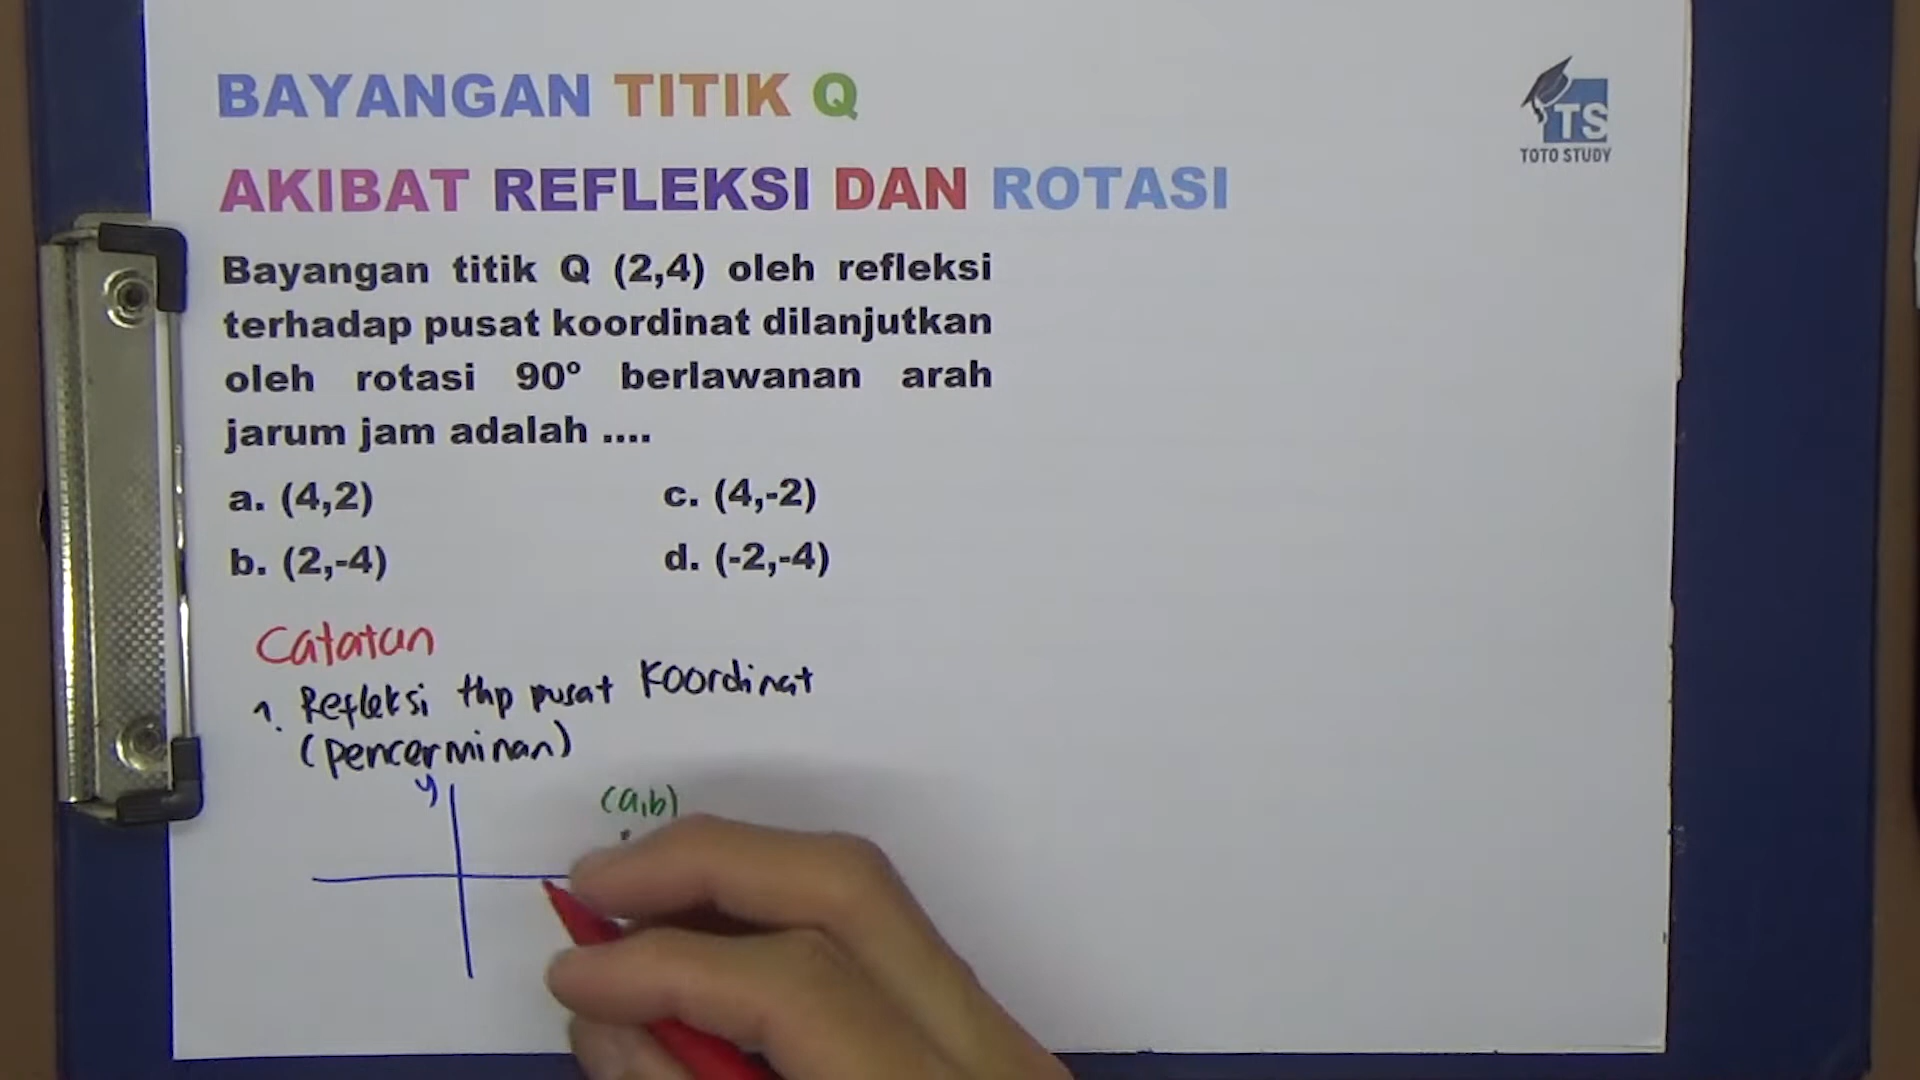 BAYANGAN TITIK Q
TS
TOTO STUDY
AKIBAT REFLEKSI DAN ROTASI
Bayangan titik Q (2,4) oleh refleksi
terhadap pusat koordinat dilanjutkan
oleh rotasi 90º berlawanan arah
jarum jam adalah ....
a. (4,2)
c. (4,-2)
b. (2,-4)
d. (-2,-4)
Catatan
1. Refleksi thp pusat Koordinat
(pencerminan)
y
(a,b)